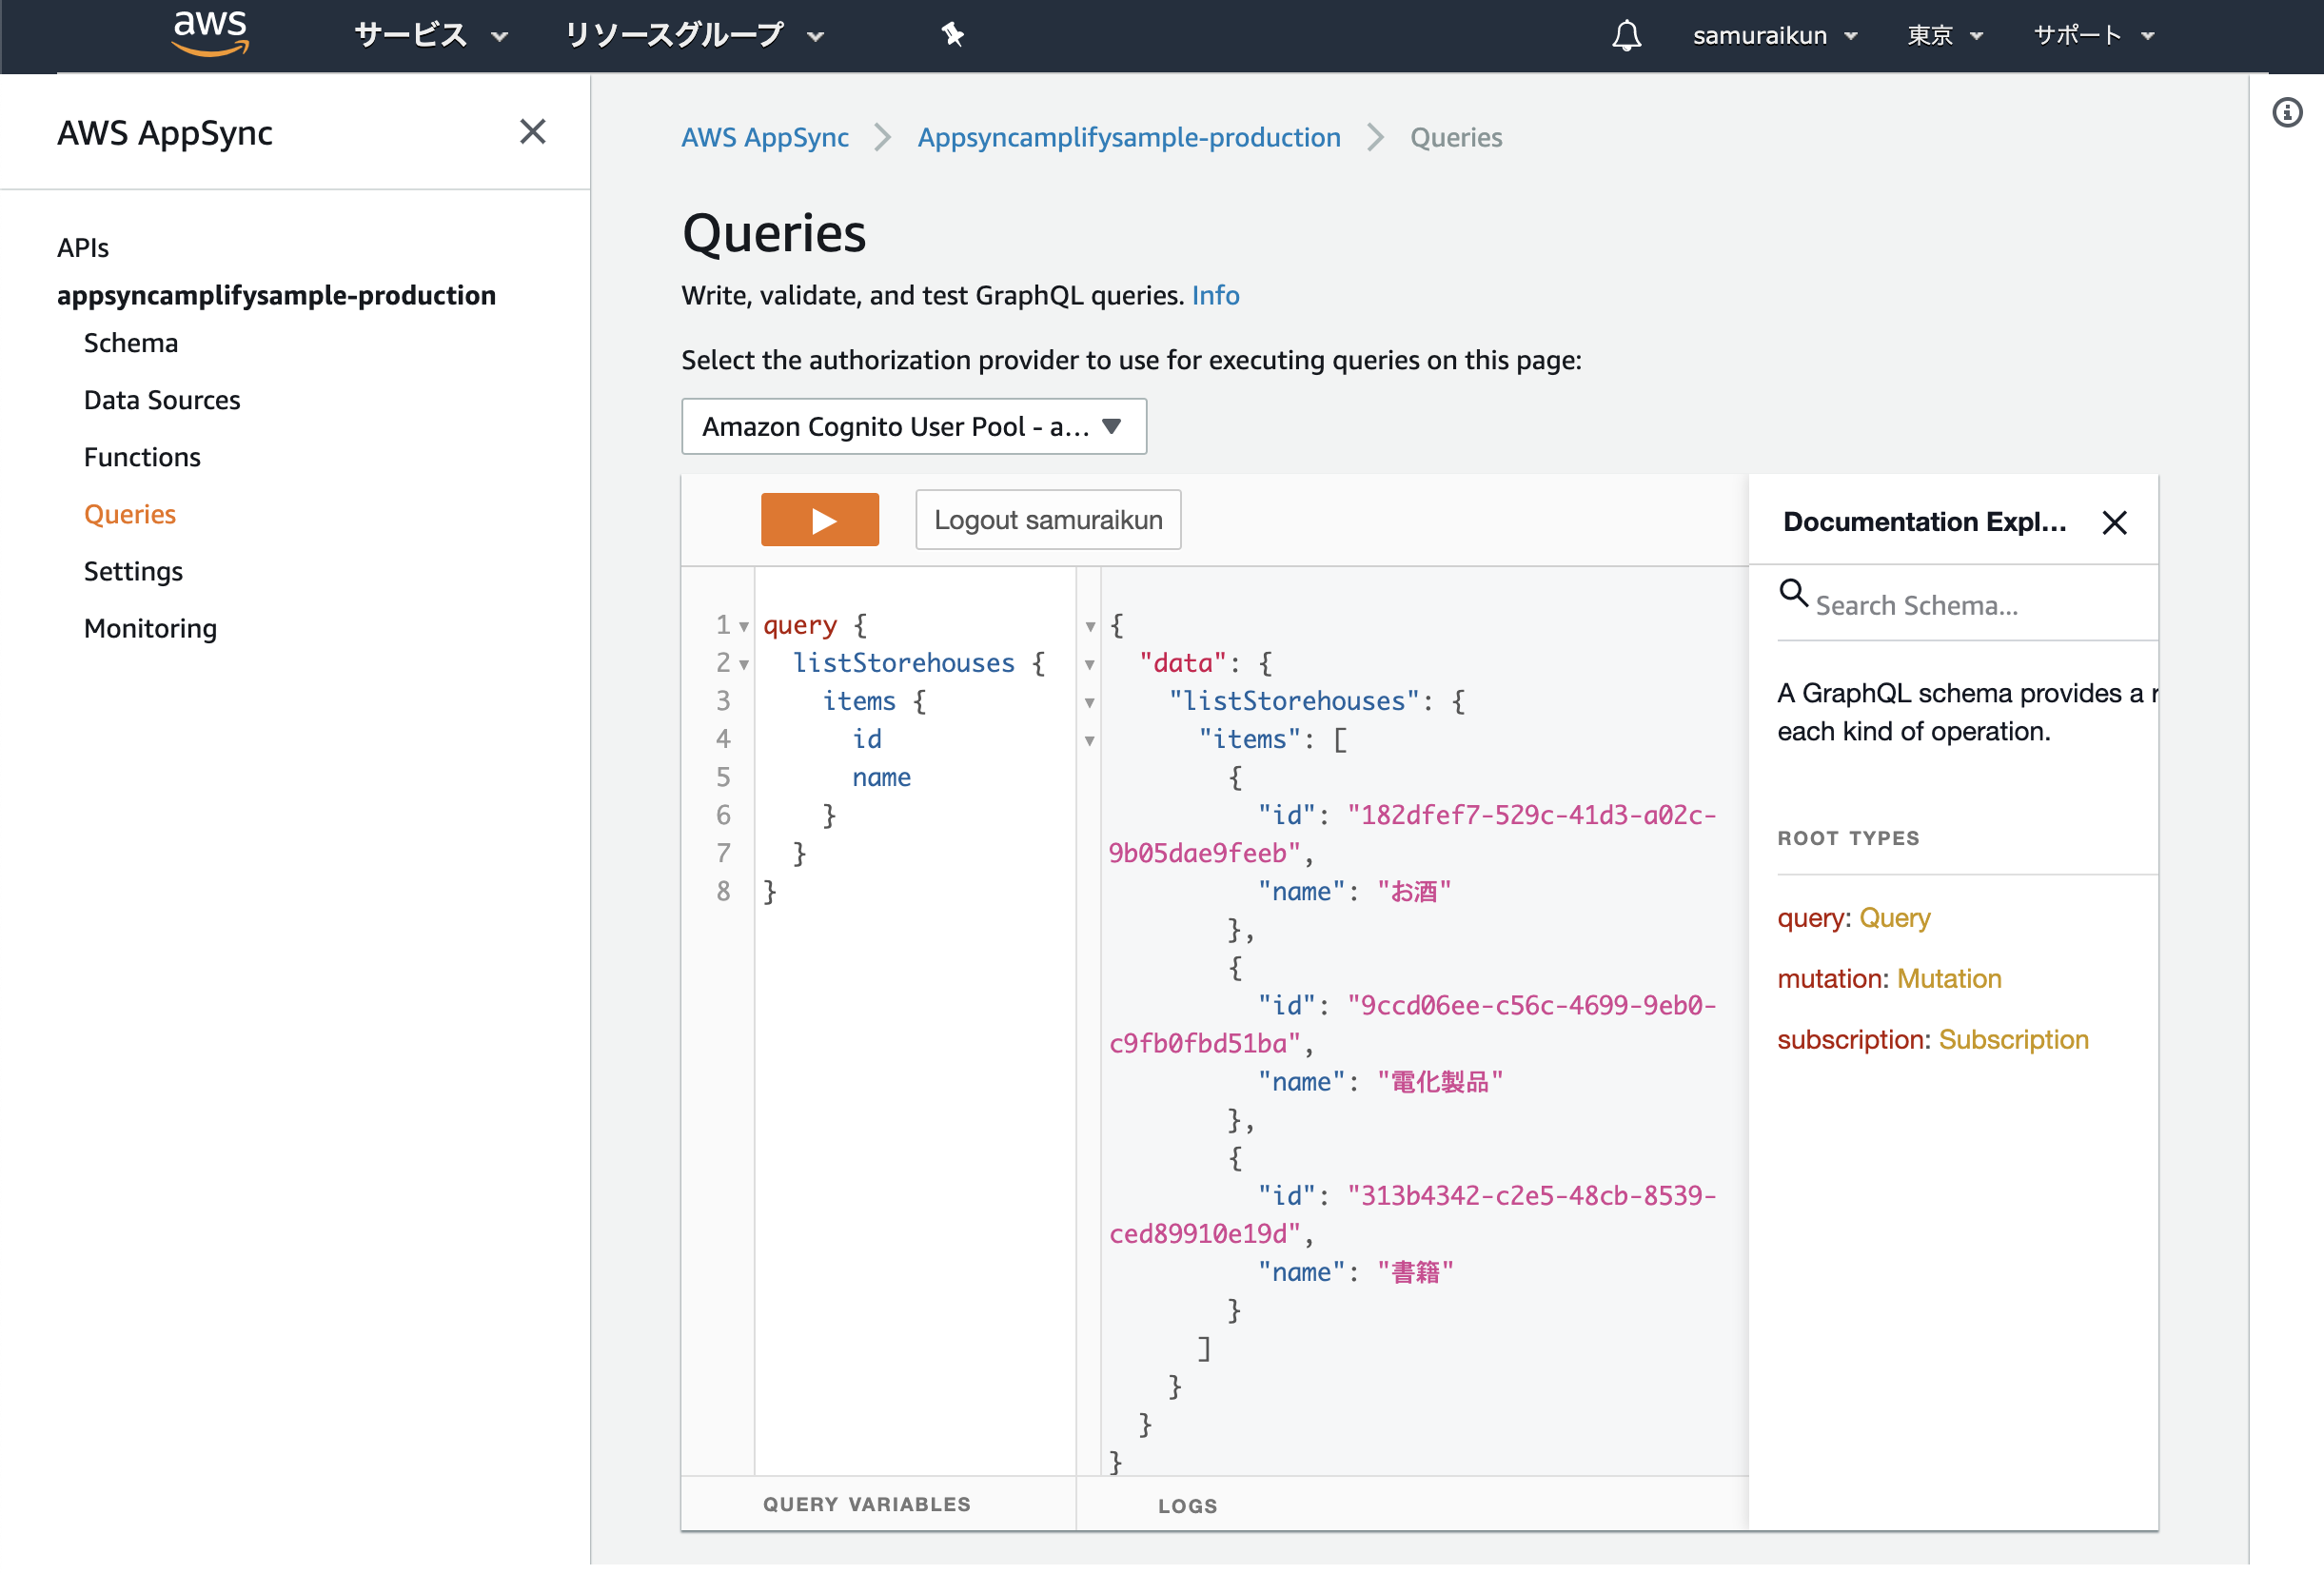 aws サービス リソースグループ samuraikun 東京 サポート
AWS AppSync
APIs
appsyncamplifysample-production
Schema
Data Sources
Functions
Queries
Settings
Monitoring
AWS AppSync Appsyncamplifysample-production Queries
Queries
Write, validate, and test GraphQL queries. Info
Select the authorization provider to use for executing queries on this page:
Amazon Cognito User Pool - a...
Logout samuraikun
1 query {
2 listStorehouses {
3 items {
4 id
5 name
6 }
7 }
8 }
{
"data": {
"listStorehouses": {
"items": [
{
"id": "182dfef7-529c-41d3-a02c-
9b05dae9feeb",
"name": "お酒"
},
{
"id": "9ccd06ee-c56c-4699-9eb0-
c9fb0fbd51ba",
"name": "電化製品"
},
{
"id": "313b4342-c2e5-48cb-8539-
ced89910e19d",
"name": "書籍"
}
]
}
}
}
QUERY VARIABLES
LOGS
Documentation Expl...
Search Schema...
A GraphQL schema provides a
each kind of operation.
ROOT TYPES
query: Query
mutation: Mutation
subscription: Subscription